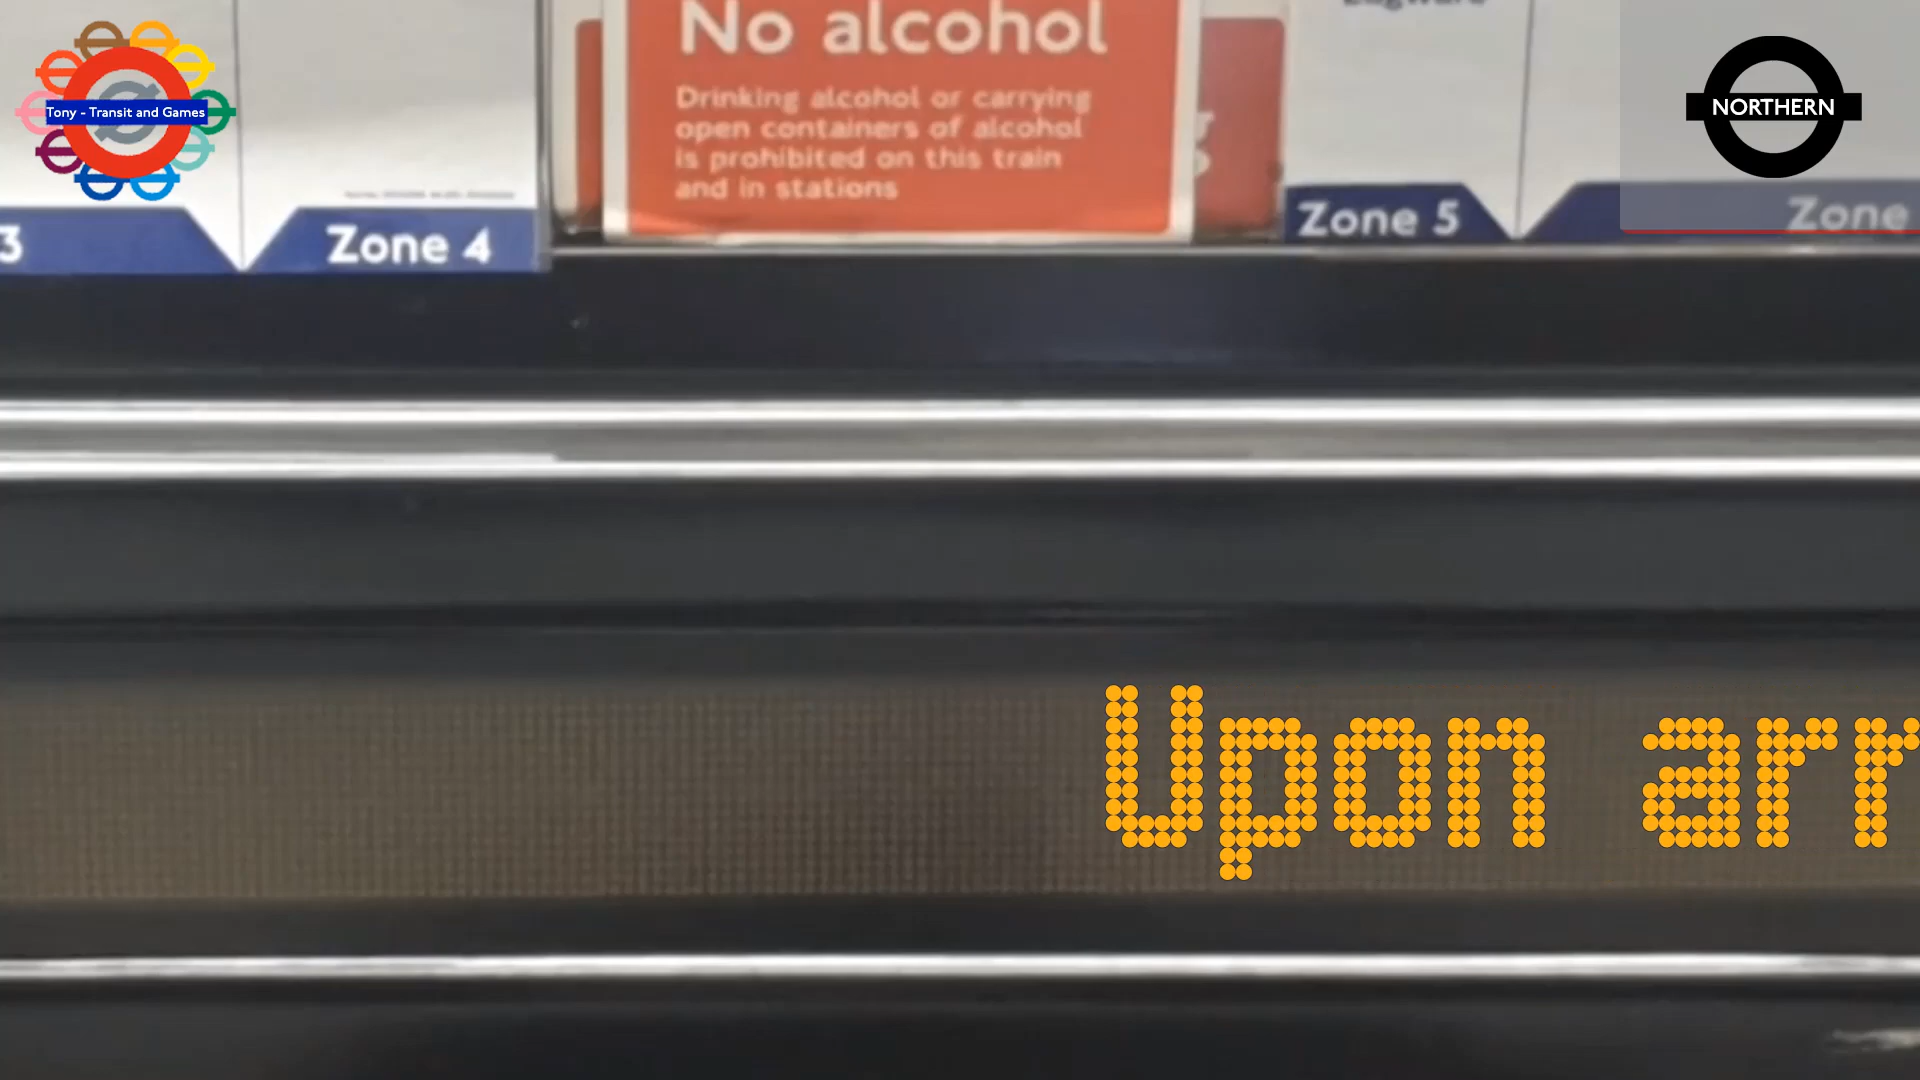 Tony - Transit and Games
No alcohol
Drinking alcohol or carrying
open containers of alcohol
is prohibited on this train
and in stations
NORTHERN
3
Zone 4
Zone 5
Zone
Upon arr